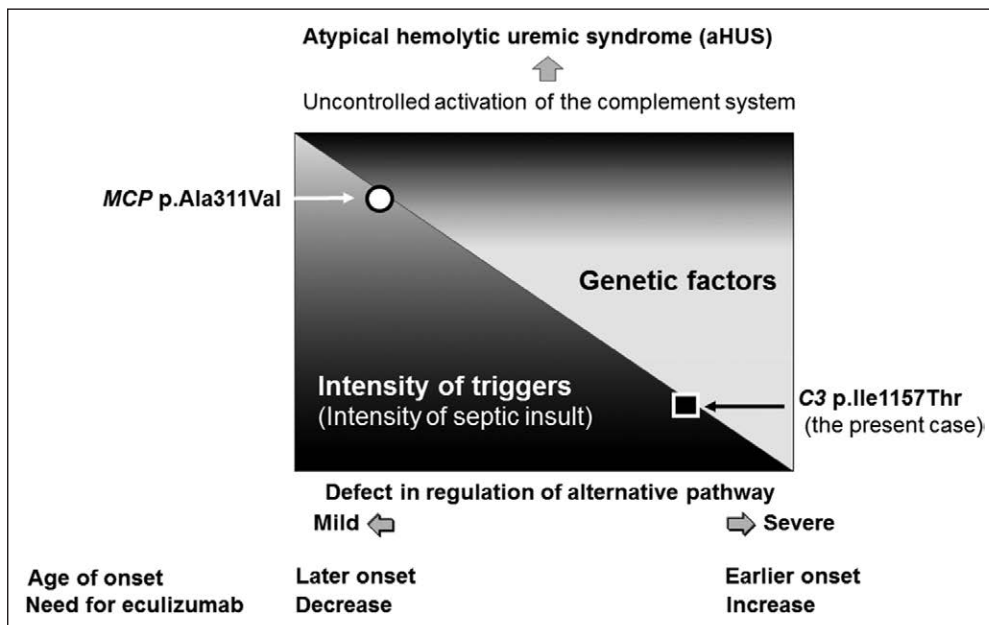 Atypical hemolytic uremic syndrome (aHUS)
Uncontrolled activation of the complement system
MCP p.Ala311Val
Genetic factors
Intensity of triggers
(Intensity of septic insult)
C3 p.Ile1157Thr
(the present case)
Defect in regulation of alternative pathway
Mild Severe
Age of onset Later onset Earlier onset
Need for eculizumab Decrease Increase